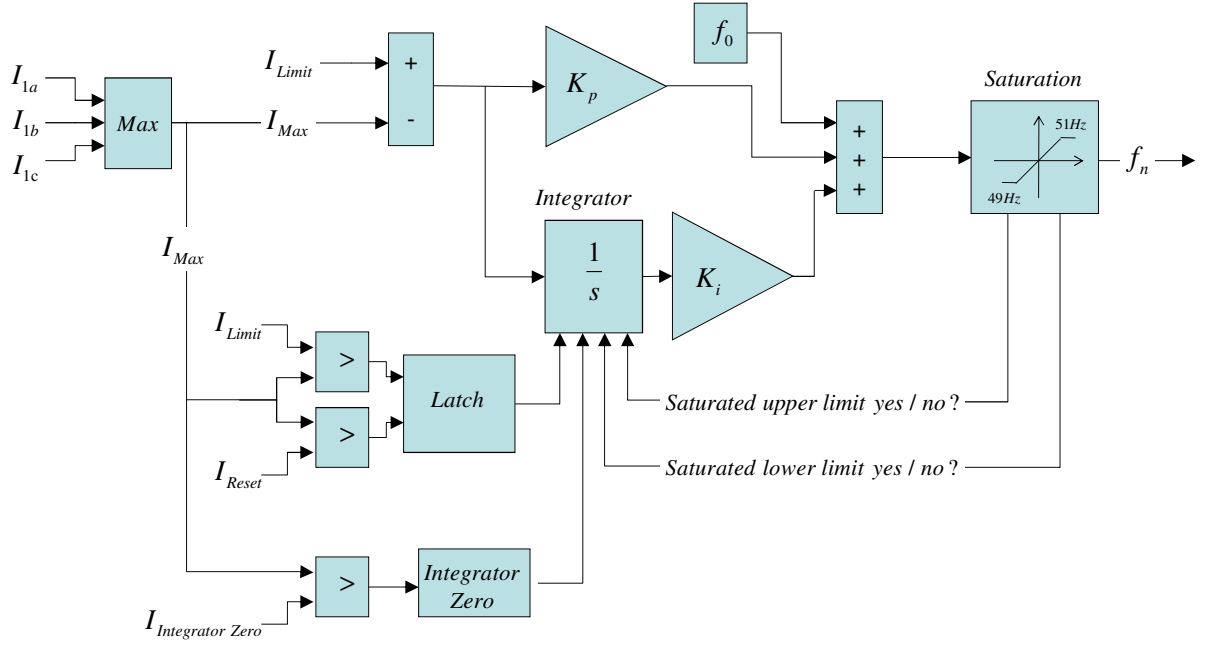 f0
Saturation
ILimit
+
I1a
Kp
51Hz
Max
I1b
IMax
-
+
+
+
I1c
fn
49Hz
Integrator
1
s
Ki
IMax
ILimit
>
Latch
Saturated upper limit yes / no ?
>
IReset
Saturated lower limit yes / no ?
>
Integrator
Zero
IIntegrator Zero